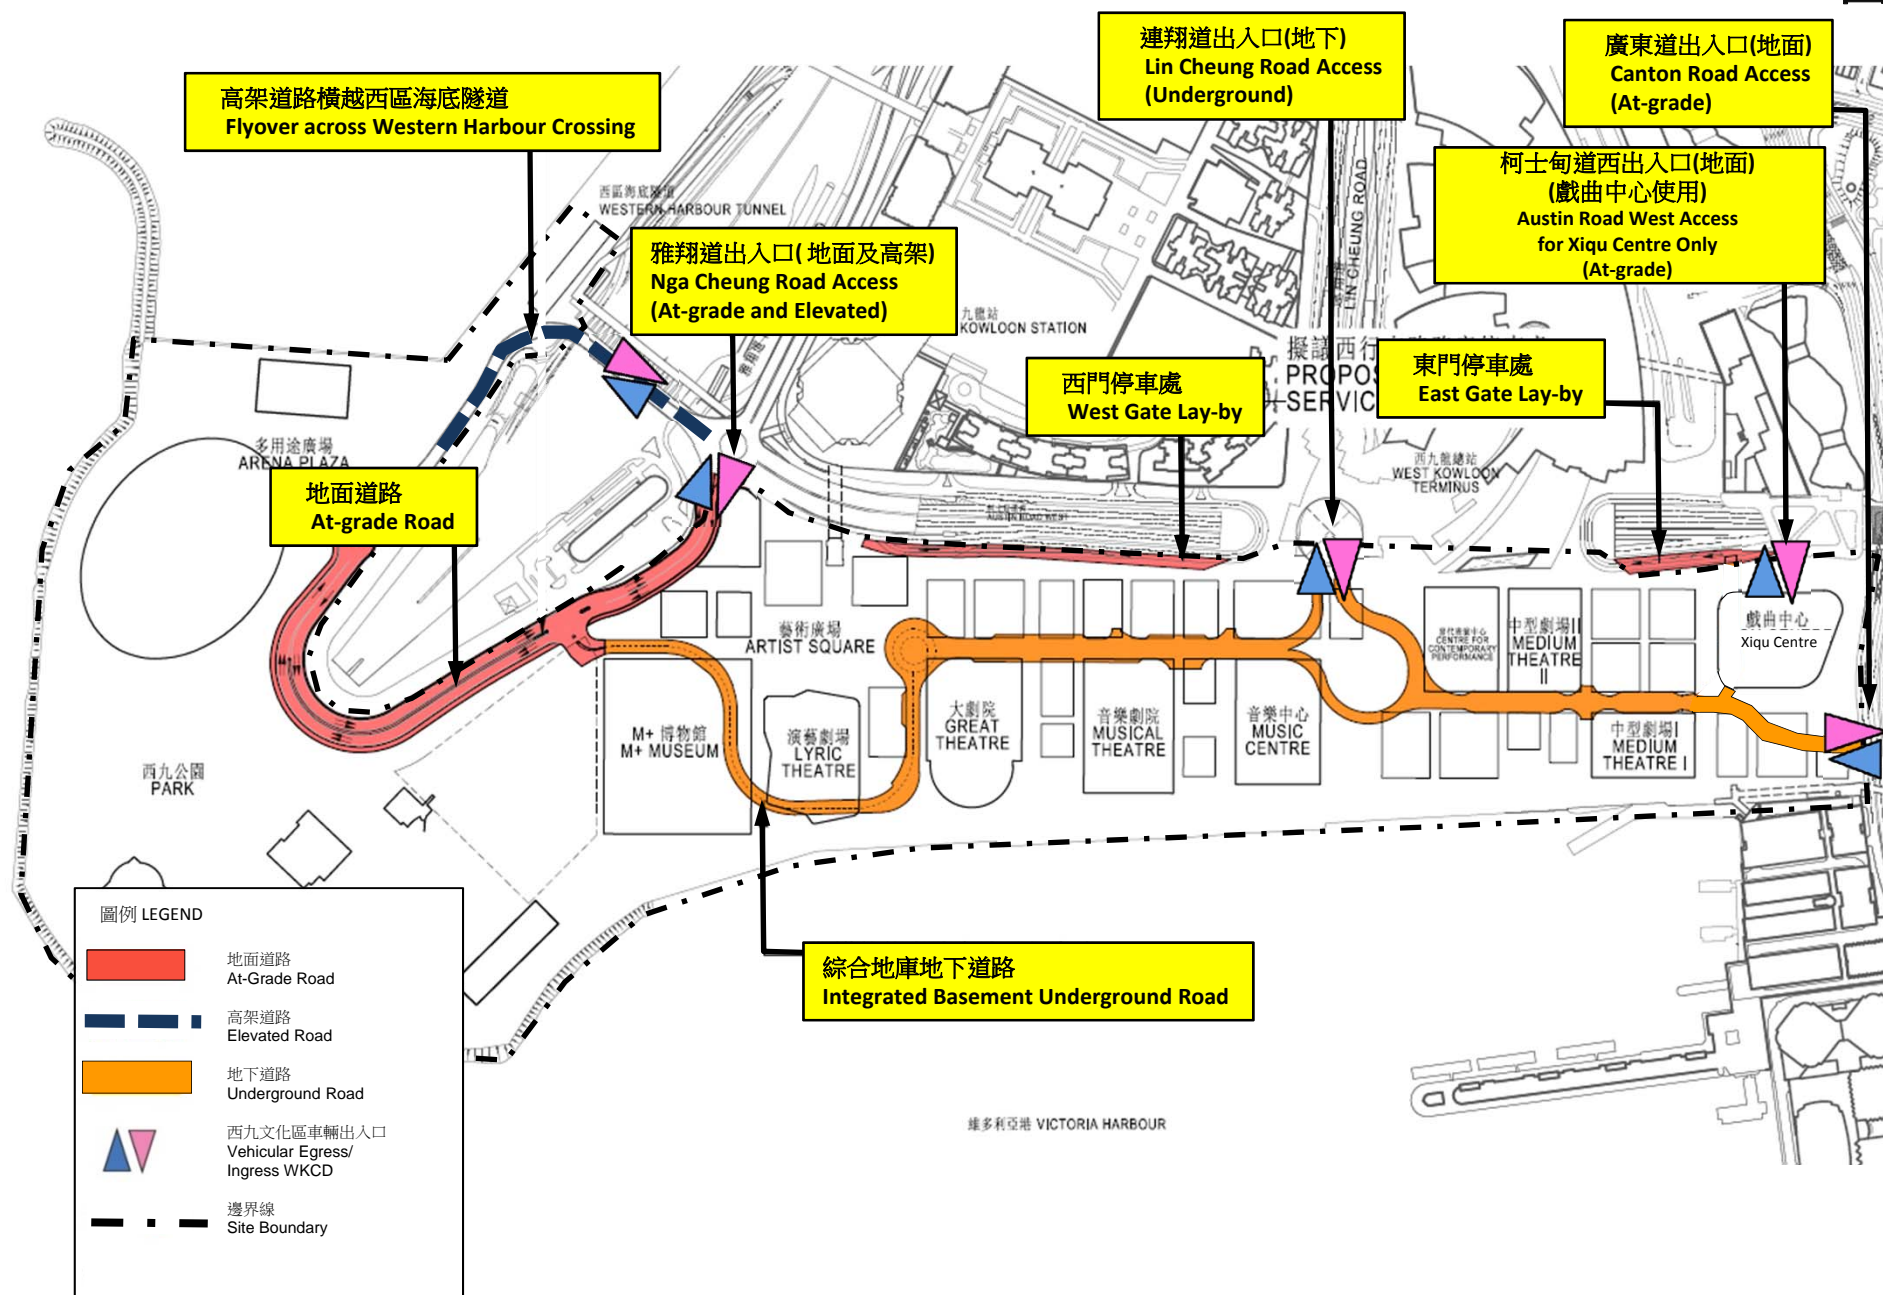 連翔道出入口(地下)
Lin Cheung Road Access
(Underground)
廣東道出入口(地面)
Canton Road Access
(At-grade)
高架道路橫越西區海底隧道
Flyover across Western Harbour Crossing
柯士甸道西出入口(地面)
(戲曲中心使用)
Austin Road West Access
for Xiqu Centre Only
(At-grade)
西區海底隧道
WESTERN HARBOUR TUNNEL
LIN CHEUNG ROAD
雅翔道出入口( 地面及高架)
Nga Cheung Road Access
(At-grade and Elevated)
九龍站
KOWLOON STATION
擬議西行
PROPOS
SERVIC
西門停車處
West Gate Lay-by
東門停車處
East Gate Lay-by
多用途廣場
ARENA PLAZA
西九龍總站
WEST KOWLOON
TERMINUS
地面道路
At-grade Road
AUSTIN ROAD WEST
藝術廣場
ARTIST SQUARE
CENTRE FOR
CONTEMPORARY
PERFORMANCE
中型劇場II
MEDIUM
THEATRE
II
戲曲中心
Xiqu Centre
M+ 博物館
M+ MUSEUM
演藝劇場
LYRIC
THEATRE
大劇院
GREAT
THEATRE
音樂劇院
MUSICAL
THEATRE
音樂中心
MUSIC
CENTRE
中型劇場I
MEDIUM
THEATRE I
西九公園
PARK
綜合地庫地下道路
Integrated Basement Underground Road
圖例 LEGEND
地面道路
At-Grade Road
高架道路
Elevated Road
地下道路
Underground Road
西九文化區車輛出入口
Vehicular Egress/
Ingress WKCD
邊界線
Site Boundary
維多利亞港 VICTORIA HARBOUR